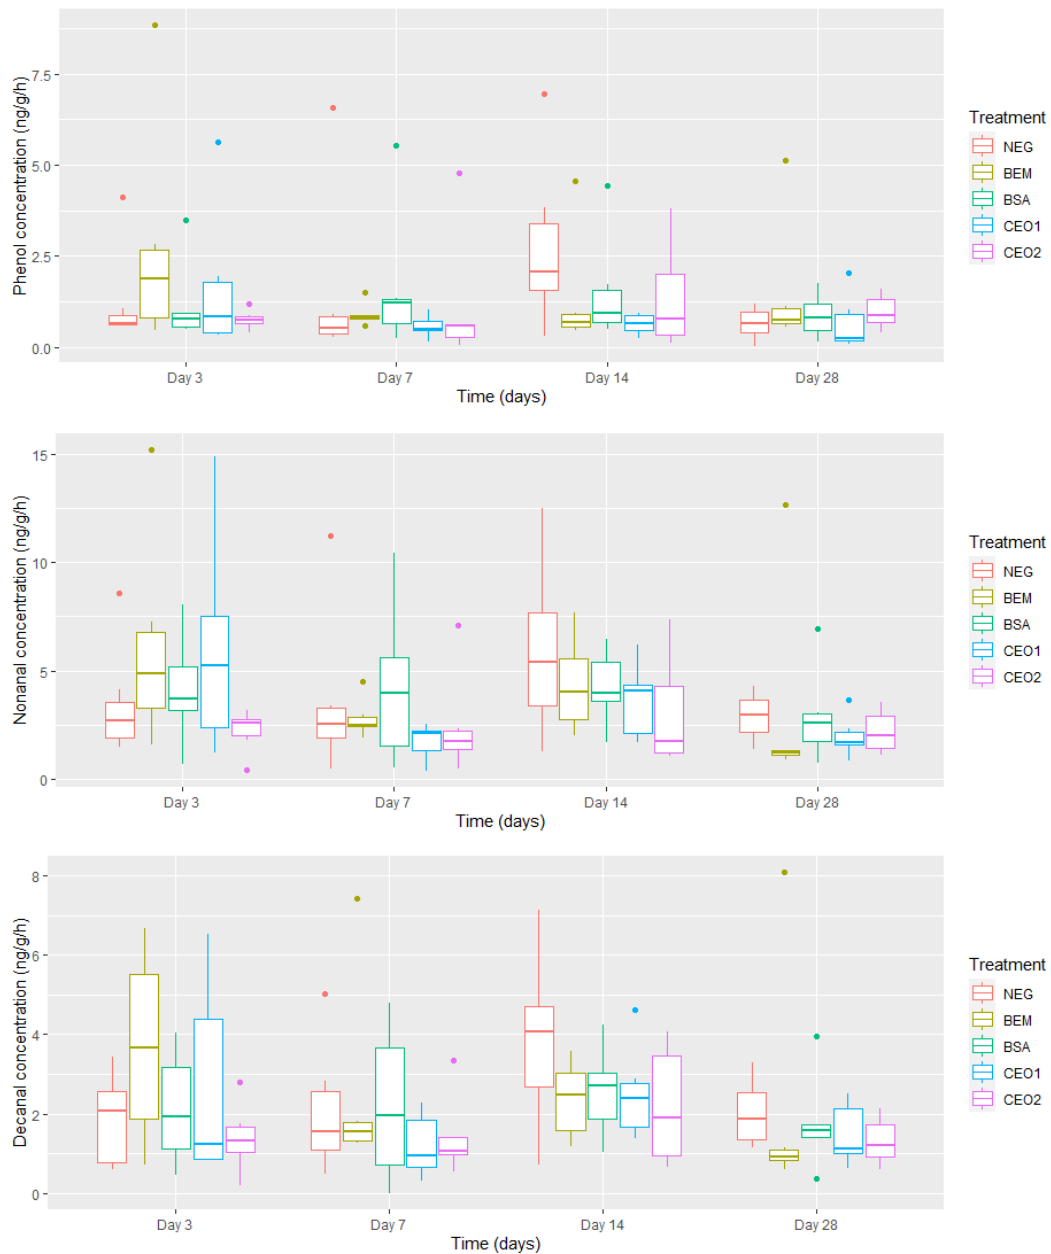 Phenol concentration (ng/g/h)
7.5
5.0
2.5
0.0
Day 3
Day 7
Day 14
Day 28
Time (days)
Treatment
NEG
BEM
BSA
CEO1
CEO2
Nonanal concentration (ng/g/h)
15
10
5
0
Day 3
Day 7
Day 14
Day 28
Time (days)
Treatment
NEG
BEM
BSA
CEO1
CEO2
Decanal concentration (ng/g/h)
8
6
4
2
0
Day 3
Day 7
Day 14
Day 28
Time (days)
Treatment
NEG
BEM
BSA
CEO1
CEO2